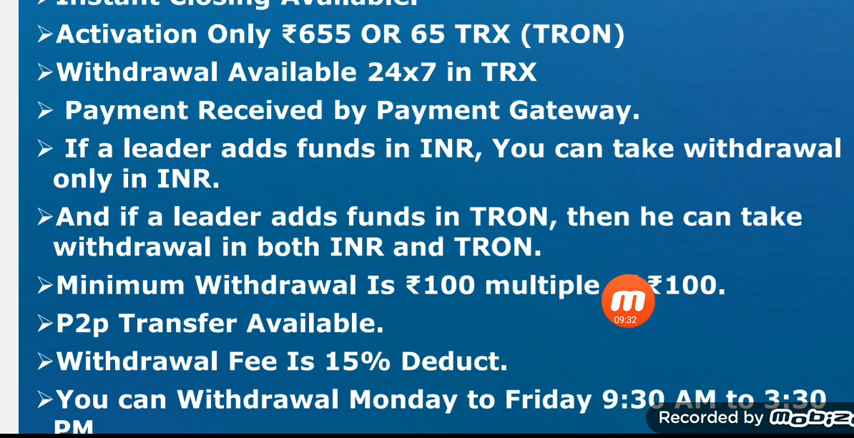 ➢Instant Closing Available.
➢Activation Only ₹655 OR 65 TRX (TRON)
➢Withdrawal Available 24x7 in TRX
➢ Payment Received by Payment Gateway.
➢ If a leader adds funds in INR, You can take withdrawal
only in INR.
➢And if a leader adds funds in TRON, then he can take
withdrawal in both INR and TRON.
➢Minimum Withdrawal Is ₹100 multiple ₹100.
09:32
➢P2p Transfer Available.
➢Withdrawal Fee Is 15% Deduct.
➢You can Withdrawal Monday to Friday 9:30 AM to 3:30
PM
Recorded by mobiz